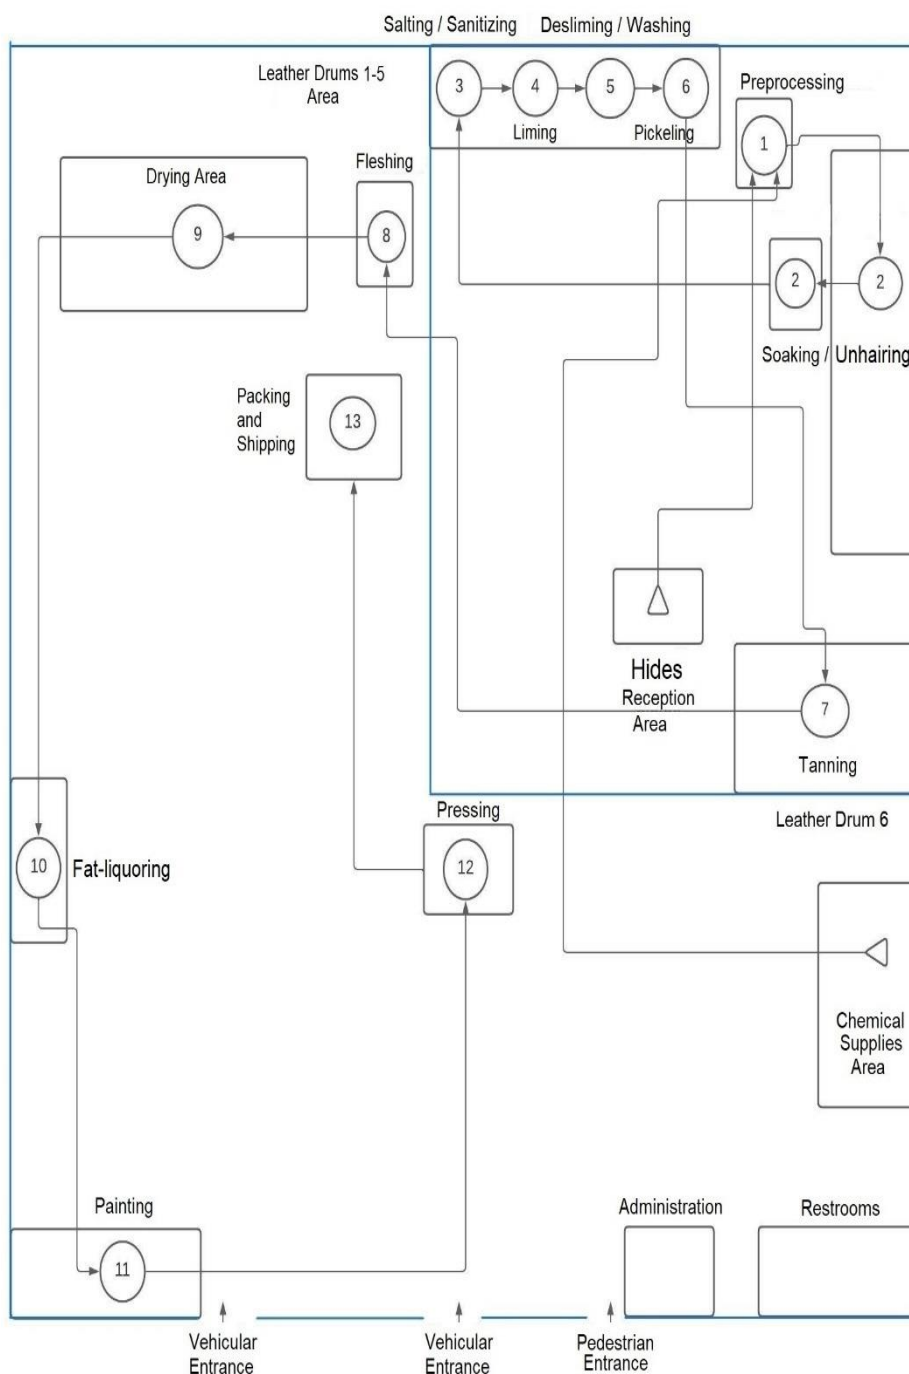 Salting / Sanitizing
Desliming / Washing
Leather Drums 1-5
Area
3
4
5
6
Liming
Pickeling
Preprocessing
1
Fleshing
8
Drying Area
9
2
2
Soaking / Unhairing
Packing
and
Shipping
13
Hides
Reception
Area
7
Tanning
Leather Drum 6
Pressing
12
10
Fat-liquoring
Chemical
Supplies
Area
Painting
11
Administration
Restrooms
Vehicular
Entrance
Vehicular
Entrance
Pedestrian
Entrance